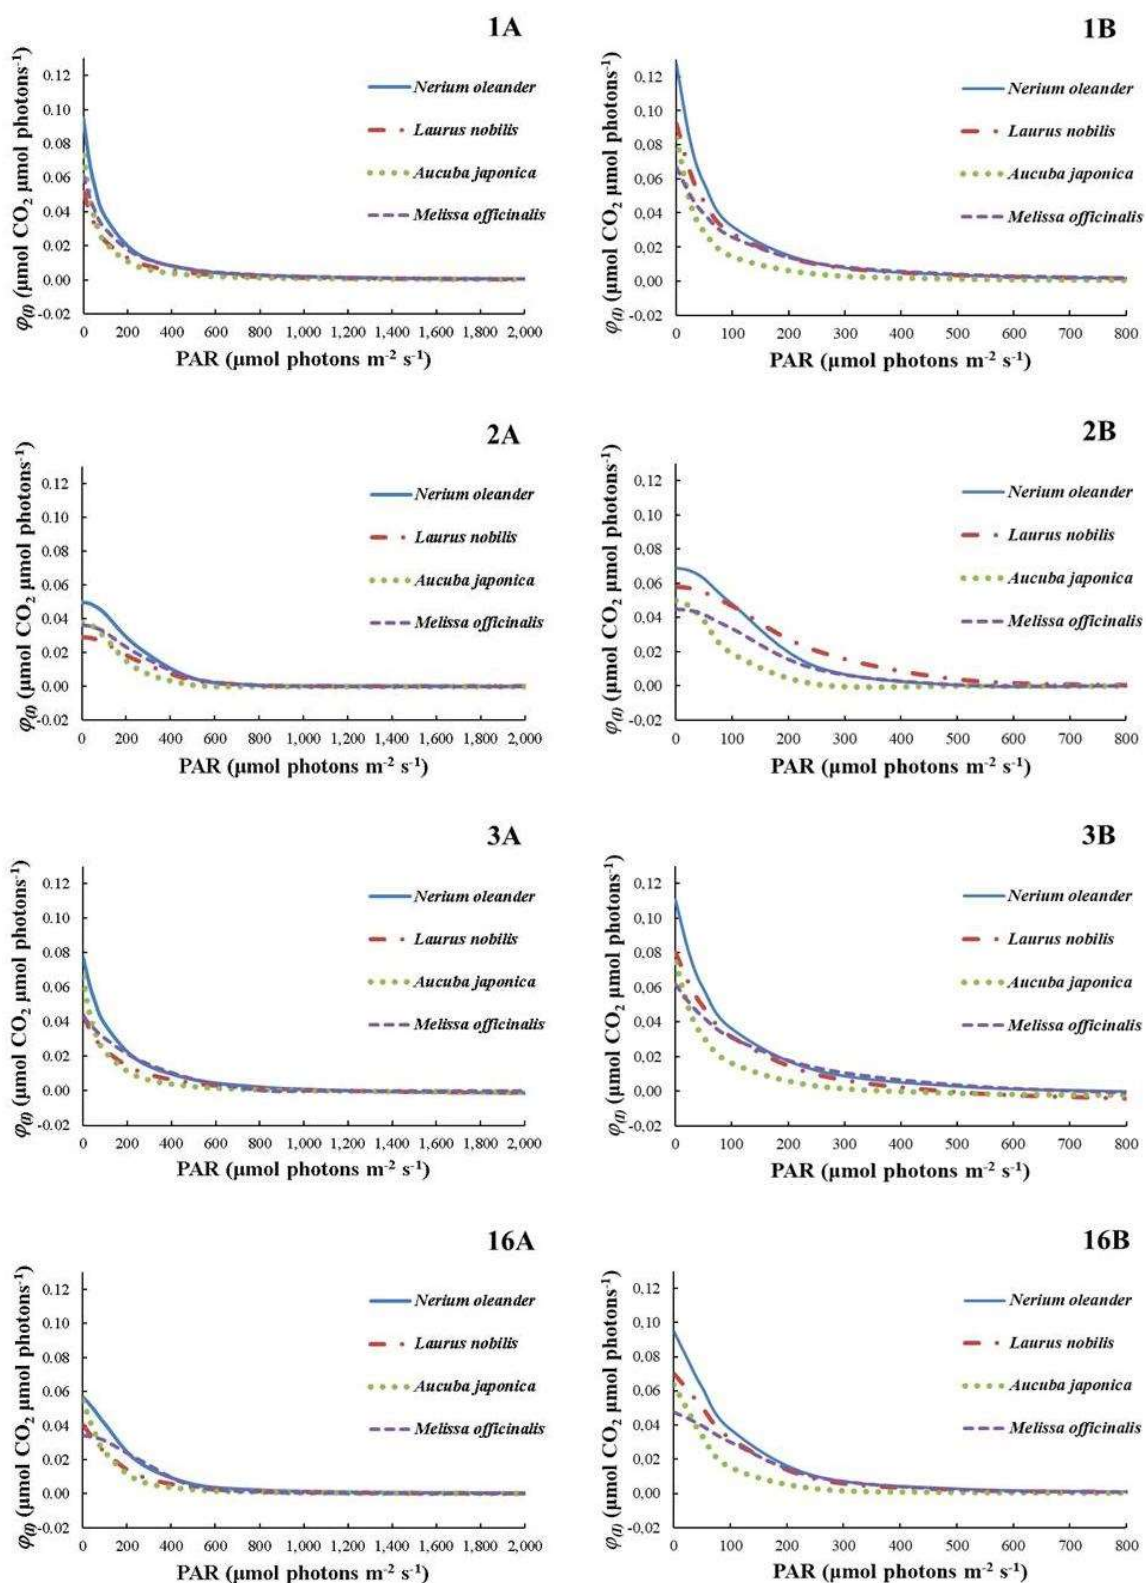 1A
φ(I) (μmol CO2 μmol photons-1)
0.12
0.10
0.08
0.06
0.04
0.02
0.00
-0.02
Nerium oleander
Laurus nobilis
Aucuba japonica
Melissa officinalis
0 200 400 600 800 1,000 1,200 1,400 1,600 1,800 2,000
PAR (μmol photons m-2 s-1)
1B
φ(I) (μmol CO2 μmol photons-1)
0.12
0.10
0.08
0.06
0.04
0.02
0.00
-0.02
Nerium oleander
Laurus nobilis
Aucuba japonica
Melissa officinalis
0 100 200 300 400 500 600 700 800
PAR (μmol photons m-2 s-1)
2A
φ(I) (μmol CO2 μmol photons-1)
0.12
0.10
0.08
0.06
0.04
0.02
0.00
-0.02
Nerium oleander
Laurus nobilis
Aucuba japonica
Melissa officinalis
0 200 400 600 800 1,000 1,200 1,400 1,600 1,800 2,000
PAR (μmol photons m-2 s-1)
2B
φ(I) (μmol CO2 μmol photons-1)
0.12
0.10
0.08
0.06
0.04
0.02
0.00
-0.02
Nerium oleander
Laurus nobilis
Aucuba japonica
Melissa officinalis
0 100 200 300 400 500 600 700 800
PAR (μmol photons m-2 s-1)
3A
φ(I) (μmol CO2 μmol photons-1)
0.12
0.10
0.08
0.06
0.04
0.02
0.00
-0.02
Nerium oleander
Laurus nobilis
Aucuba japonica
Melissa officinalis
0 200 400 600 800 1,000 1,200 1,400 1,600 1,800 2,000
PAR (μmol photons m-2 s-1)
3B
φ(I) (μmol CO2 μmol photons-1)
0.12
0.10
0.08
0.06
0.04
0.02
0.00
-0.02
Nerium oleander
Laurus nobilis
Aucuba japonica
Melissa officinalis
0 100 200 300 400 500 600 700 800
PAR (μmol photons m-2 s-1)
16A
φ(I) (μmol CO2 μmol photons-1)
0.12
0.10
0.08
0.06
0.04
0.02
0.00
-0.02
Nerium oleander
Laurus nobilis
Aucuba japonica
Melissa officinalis
0 200 400 600 800 1,000 1,200 1,400 1,600 1,800 2,000
PAR (μmol photons m-2 s-1)
16B
φ(I) (μmol CO2 μmol photons-1)
0.12
0.10
0.08
0.06
0.04
0.02
0.00
-0.02
Nerium oleander
Laurus nobilis
Aucuba japonica
Melissa officinalis
0 100 200 300 400 500 600 700 800
PAR (μmol photons m-2 s-1)